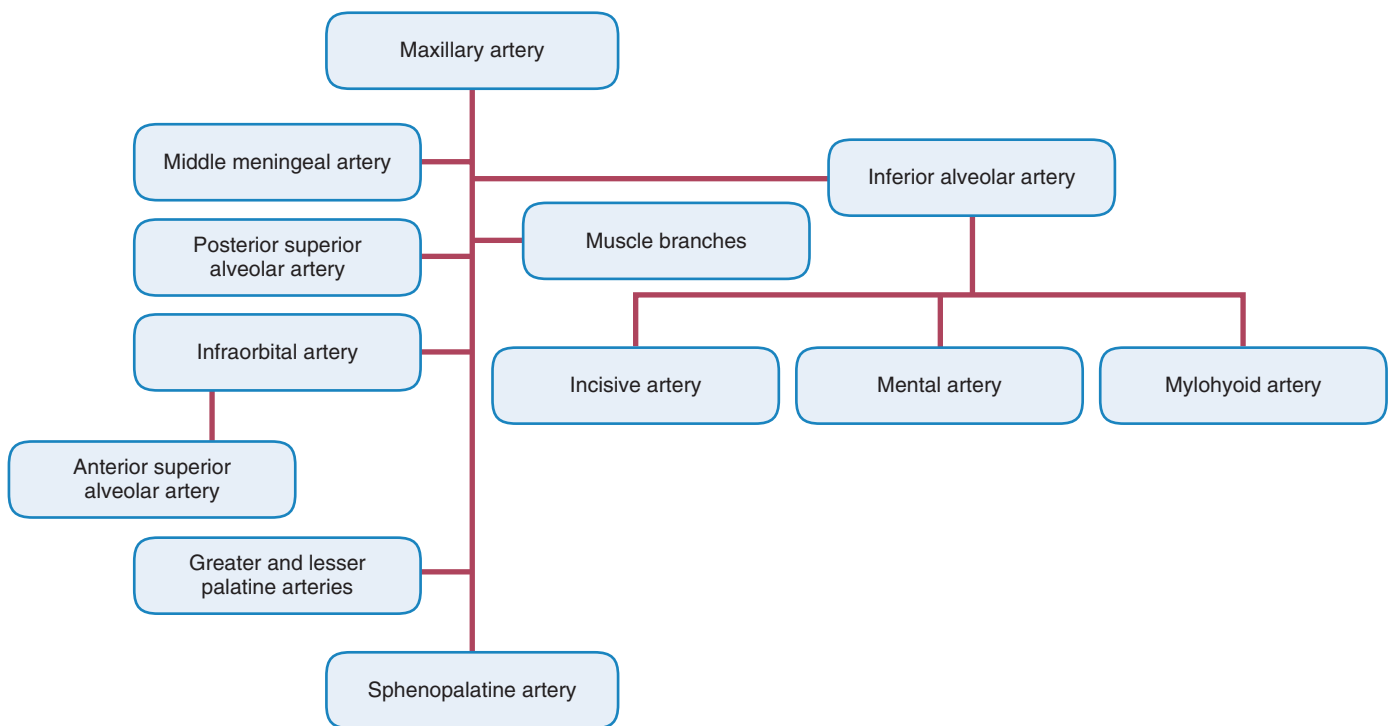 Maxillary artery
Middle meningeal artery
Inferior alveolar artery
Posterior superior
alveolar artery
Muscle branches
Infraorbital artery
Incisive artery
Mental artery
Mylohyoid artery
Anterior superior
alveolar artery
Greater and lesser
palatine arteries
Sphenopalatine artery